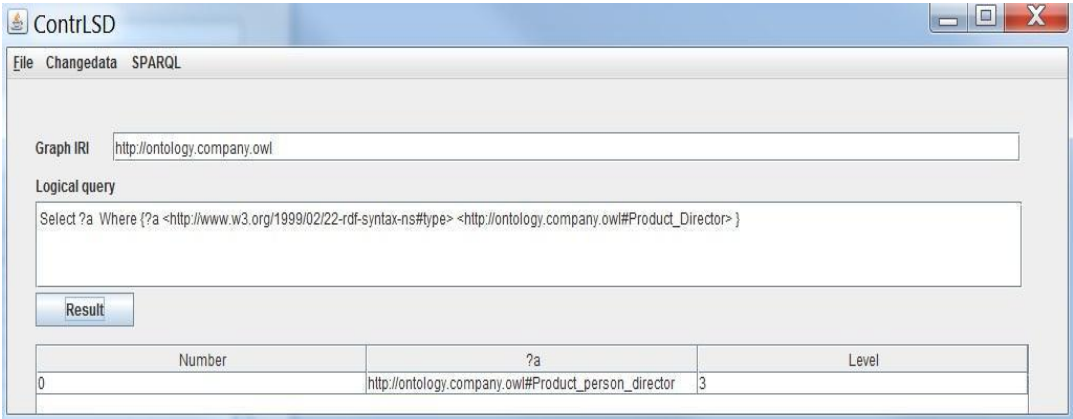 ContrLSD
File Changedata SPARQL
Graph IRI http://ontology.company.owl
Logical query
Select ?a Where {?a <http://www.w3.org/1999/02/22-rdf-syntax-ns#type> <http://ontology.company.owl#Product_Director> }
Result
Number ?a Level
0 http://ontology.company.owl#Product_person_director 3